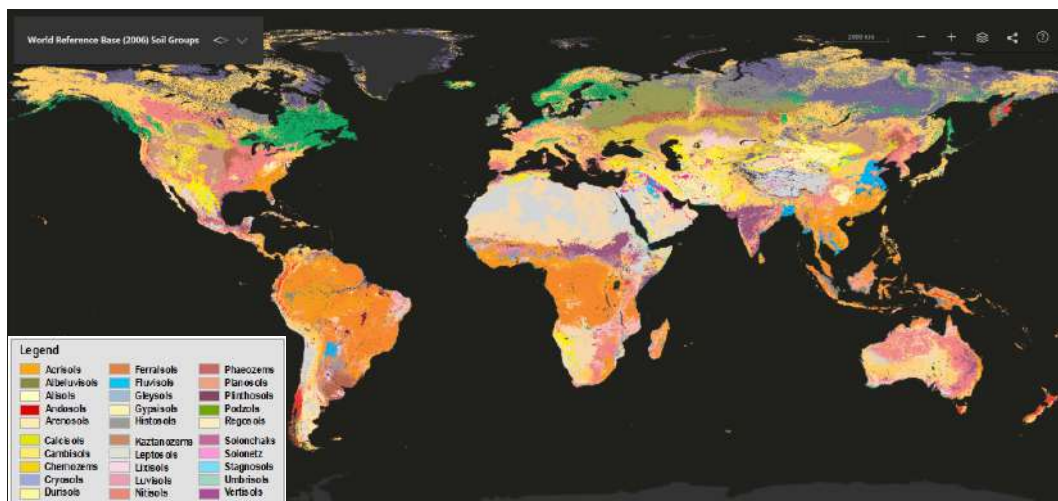 World Reference Base (2006) Soil Groups
2000 km
Legend
Acrisols Ferralsols Phaeozems
Albeluvisols Fluvisols Planosols
Alisols Gleysols Plinthosols
Andosols Gypsisols Podzols
Arenosols Histosols Regosols
Calcisols Kaztanozems Solonchaks
Cambisols Leptosols Solonetz
Chernozems Lixisols Stagnosols
Cryosols Luvisols Umbrisols
Durisols Nitisols Vertisols